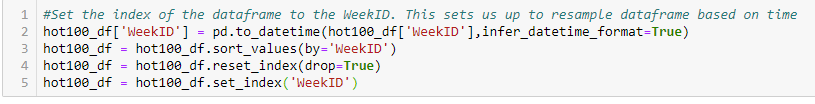 1 #Set the index of the dataframe to the WeekID. This sets us up to resample dataframe based on time
2 hot100_df['WeekID'] = pd.to_datetime(hot100_df['WeekID'],infer_datetime_format=True)
3 hot100_df = hot100_df.sort_values(by='WeekID')
4 hot100_df = hot100_df.reset_index(drop=True)
5 hot100_df = hot100_df.set_index('WeekID')